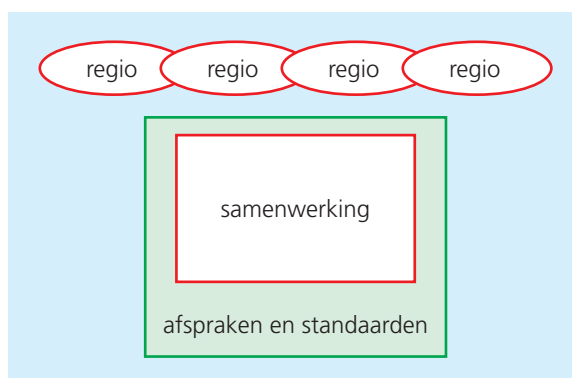 regio regio regio regio
samenwerking
afspraken en standaarden